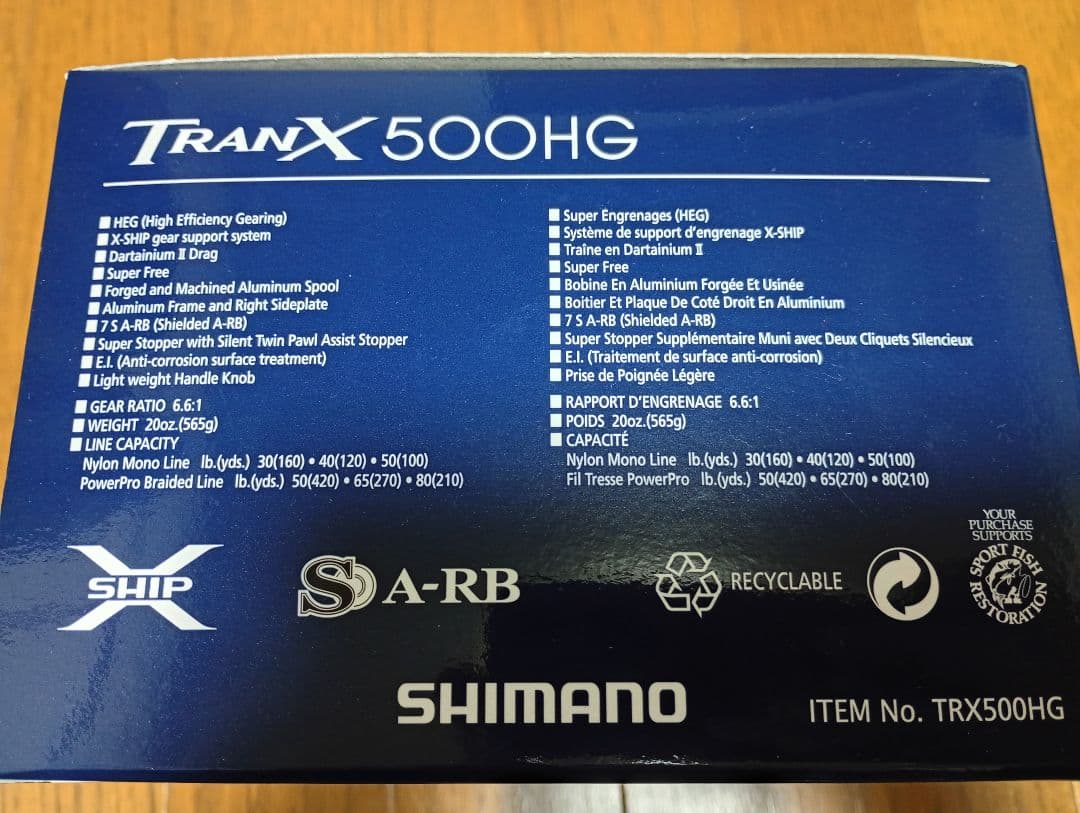 TRANX 500HG
■ HEG (High Efficiency Gearing)
■ X-SHIP gear support system
■ Dartainium II Drag
■ Super Free
■ Forged and Machined Aluminum Spool
■ Aluminum Frame and Right Sideplate
■ 7 S A-RB (Shielded A-RB)
■ Super Stopper with Silent Twin Pawl Assist Stopper
■ E.I. (Anti-corrosion surface treatment)
■ Light weight Handle Knob
■ GEAR RATIO 6.6:1
■ WEIGHT 20oz.(565g)
■ LINE CAPACITY
Nylon Mono Line lb.(yds.) 30(160) • 40(120) • 50(100)
PowerPro Braided Line lb.(yds.) 50(420) • 65(270) • 80(210)
■ Super Engrenages (HEG)
■ Système de support d'engrenage X-SHIP
■ Traîne en Dartainium II
■ Super Free
■ Bobine En Aluminium Forgée Et Usinée
■ Boitier Et Plaque De Coté Droit En Aluminium
■ 7 S A-RB (Shielded A-RB)
■ Super Stopper Supplémentaire Muni avec Deux Cliquets Silencieux
■ E.I. (Traitement de surface anti-corrosion)
■ Prise de Poignée Légère
■ RAPPORT D'ENGRENAGE 6.6:1
■ POIDS 20oz.(565g)
■ CAPACITÉ
Nylon Mono Line lb.(yds.) 30(160) • 40(120) • 50(100)
Fil Tresse PowerPro lb.(yds.) 50(420) • 65(270) • 80(210)
X SHIP
S A-RB
RECYCLABLE
YOUR
PURCHASE
SUPPORTS
SPORT FISH
RESTORATION
SHIMANO
ITEM No. TRX500HG